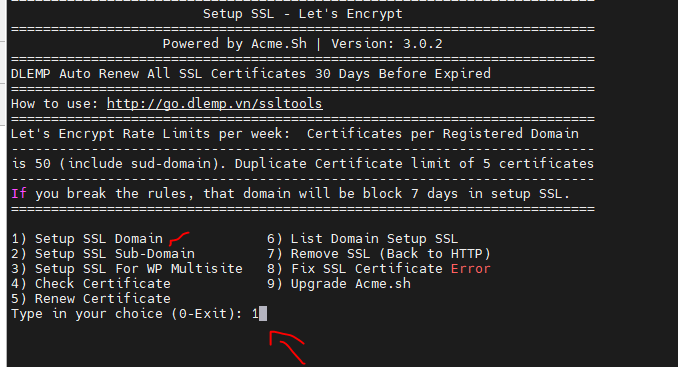 Setup SSL - Let's Encrypt
Powered by Acme.Sh | Version: 3.0.2
DLEMP Auto Renew All SSL Certificates 30 Days Before Expired
How to use: http://go.dlemp.vn/ssltools
Let's Encrypt Rate Limits per week:  Certificates per Registered Domain
is 50 (include sud-domain). Duplicate Certificate limit of 5 certificates
If you break the rules, that domain will be block 7 days in setup SSL.
1) Setup SSL Domain 6) List Domain Setup SSL
2) Setup SSL Sub-Domain 7) Remove SSL (Back to HTTP)
3) Setup SSL For WP Multisite 8) Fix SSL Certificate Error
4) Check Certificate 9) Upgrade Acme.sh
5) Renew Certificate
Type in your choice (0-Exit): 1